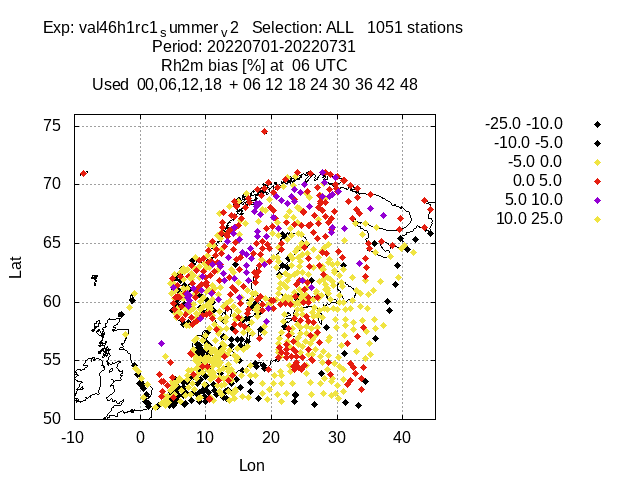 Exp: val46h1rc1summerv2 Selection: ALL 1051 stations
Period: 20220701-20220731
Rh2m bias [%] at 06 UTC
Used 00,06,12,18 + 06 12 18 24 30 36 42 48
-25.0 -10.0
-10.0 -5.0
-5.0 0.0
0.0 5.0
5.0 10.0
10.0 25.0
75
70
65
60
55
50
Lat
-10 0 10 20 30 40
Lon